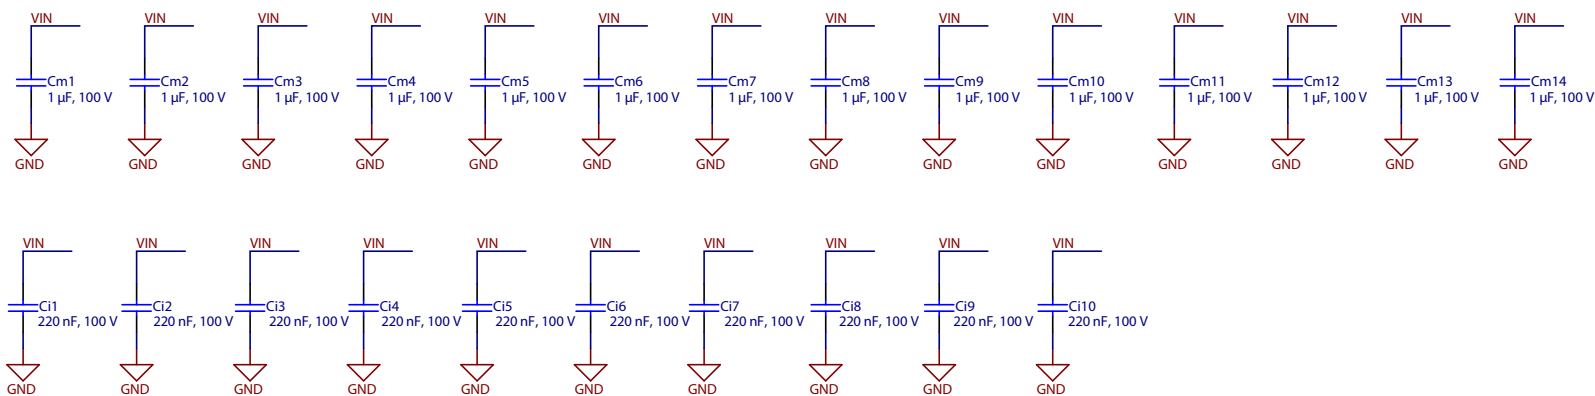 VIN VIN VIN VIN VIN VIN VIN VIN VIN VIN VIN VIN VIN VIN
Cm1 Cm2 Cm3 Cm4 Cm5 Cm6 Cm7 Cm8 Cm9 Cm10 Cm11 Cm12 Cm13 Cm14
1 µF, 100 V 1 µF, 100 V 1 µF, 100 V 1 µF, 100 V 1 µF, 100 V 1 µF, 100 V 1 µF, 100 V 1 µF, 100 V 1 µF, 100 V 1 µF, 100 V 1 µF, 100 V 1 µF, 100 V 1 µF, 100 V 1 µF, 100 V
GND GND GND GND GND GND GND GND GND GND GND GND GND GND
VIN VIN VIN VIN VIN VIN VIN VIN VIN VIN
Ci1 Ci2 Ci3 Ci4 Ci5 Ci6 Ci7 Ci8 Ci9 Ci10
220 nF, 100 V 220 nF, 100 V 220 nF, 100 V 220 nF, 100 V 220 nF, 100 V 220 nF, 100 V 220 nF, 100 V 220 nF, 100 V 220 nF, 100 V 220 nF, 100 V
GND GND GND GND GND GND GND GND GND GND